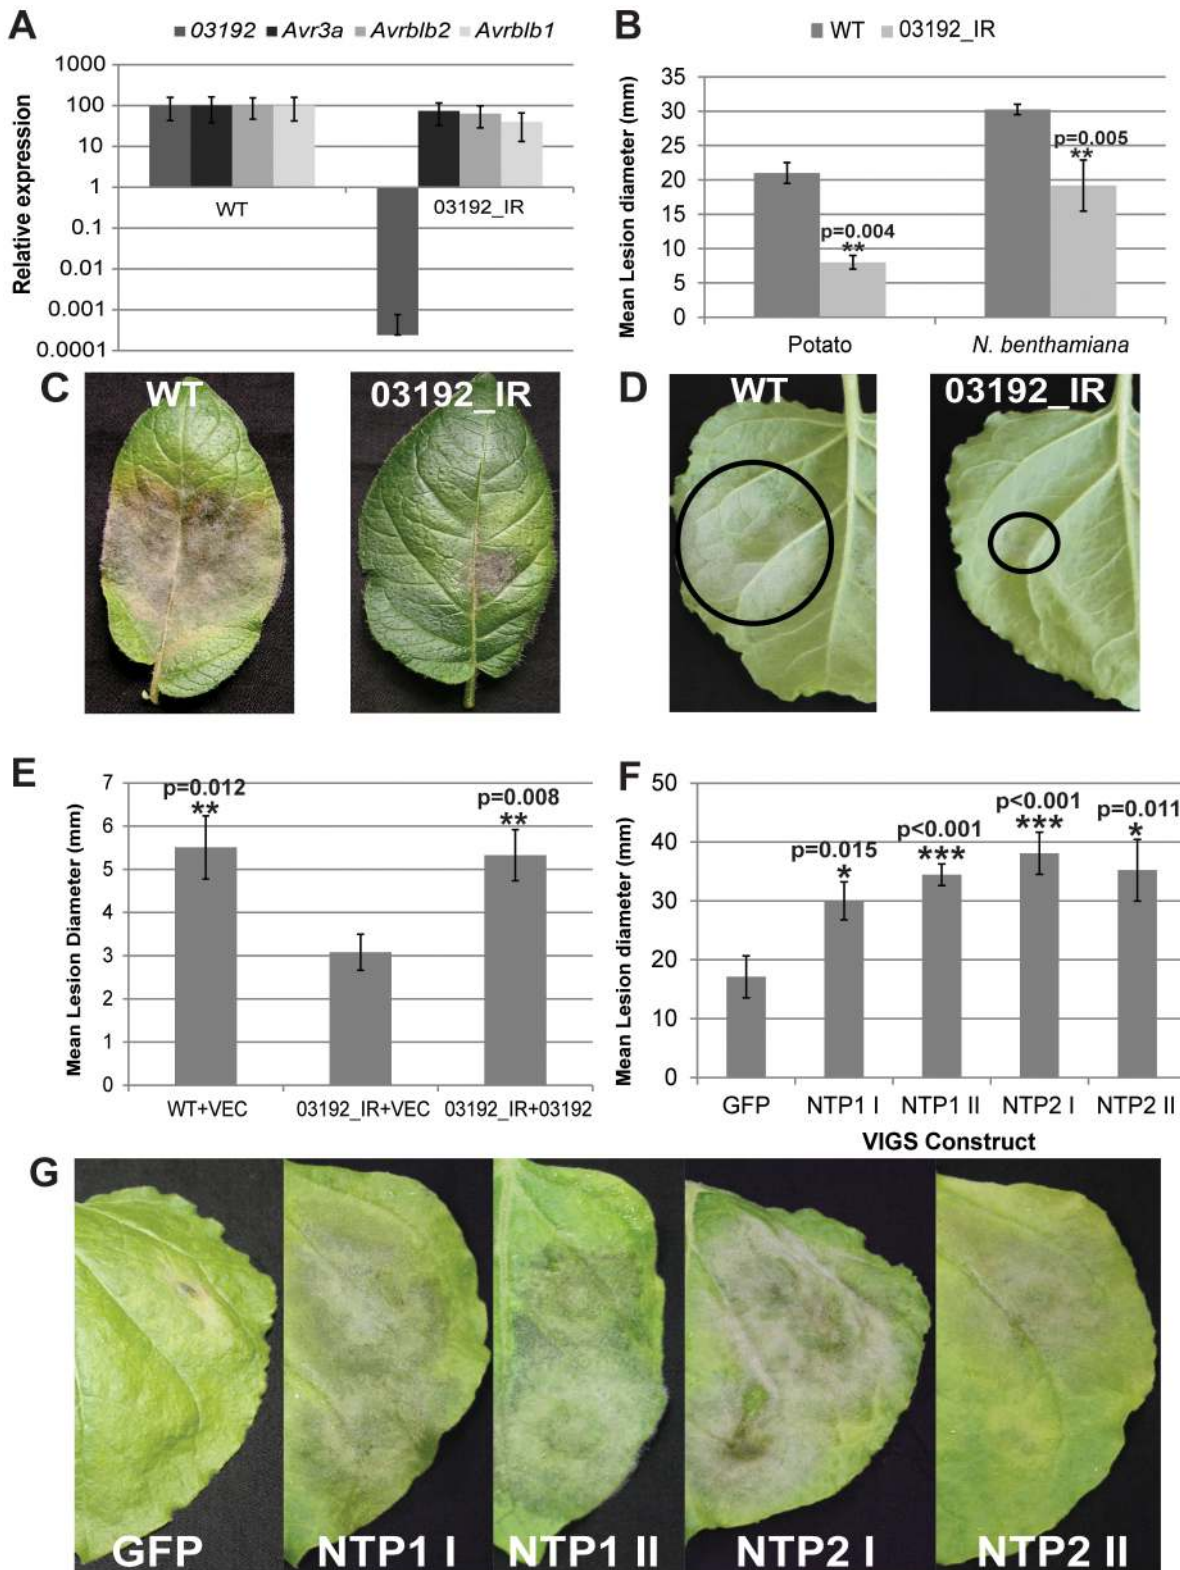 A
03192 Avr3a Avrblb2 Avrblb1
Relative expression
1000
100
10
1
0.1
0.01
0.001
0.0001
WT
03192_IR
B
WT 03192_IR
Mean Lesion diameter (mm)
35
30
25
20
15
10
5
0
p=0.004
**
p=0.005
**
Potato
N. benthamiana
C
WT
03192_IR
D
WT
03192_IR
E
Mean Lesion Diameter (mm)
7
6
5
4
3
2
1
0
p=0.012
**
p=0.008
**
WT+VEC
03192_IR+VEC
03192_IR+03192
F
Mean Lesion diameter (mm)
50
40
30
20
10
0
p=0.015
*
p<0.001
***
p<0.001
***
p=0.011
*
GFP
NTP1 I
NTP1 II
NTP2 I
NTP2 II
VIGS Construct
G
GFP
NTP1 I
NTP1 II
NTP2 I
NTP2 II